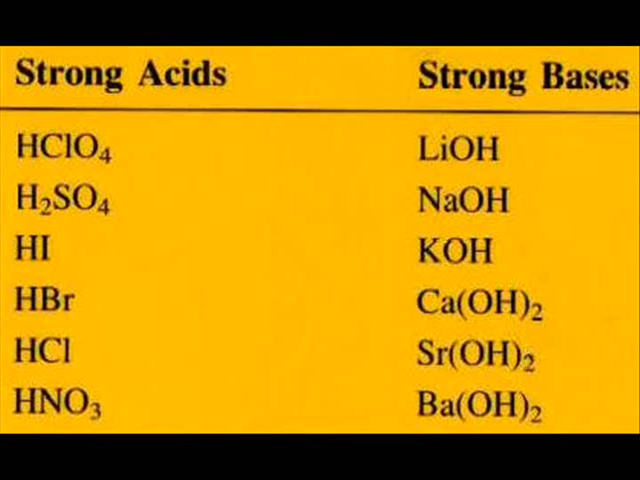 Strong Acids Strong Bases
HClO₄ LiOH
H₂SO₄ NaOH
HI KOH
HBr Ca(OH)₂
HCl Sr(OH)₂
HNO₃ Ba(OH)₂